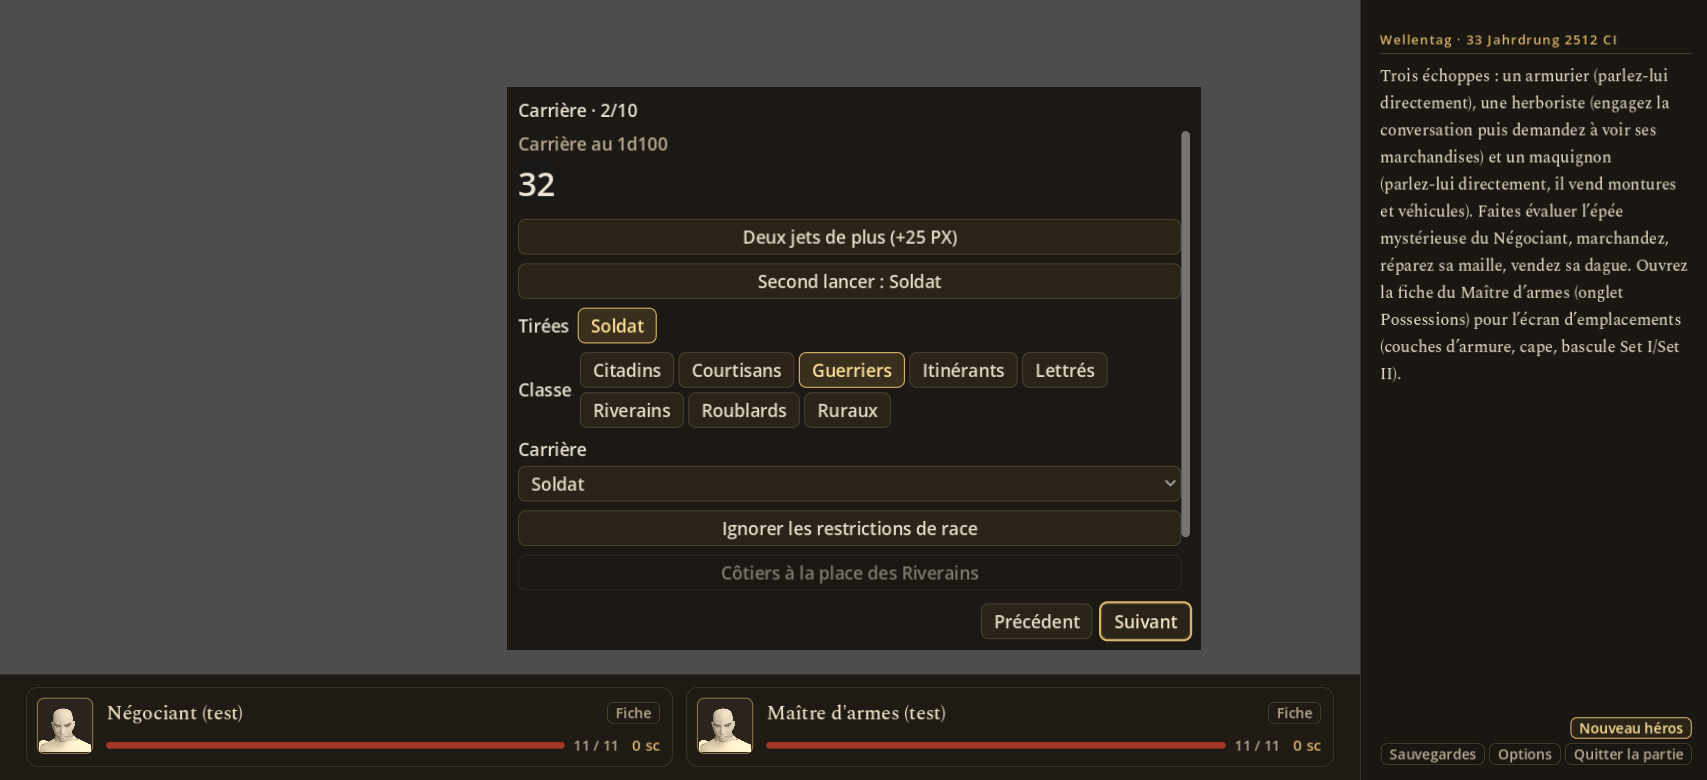 Carrière · 2/10
Carrière au 1d100
32
Deux jets de plus (+25 PX)
Second lancer : Soldat
Tirées Soldat
Classe Citadins Courtisans Guerriers Itinérants Lettrés
Riverains Roublards Ruraux
Carrière
Soldat
Ignorer les restrictions de race
Côtiers à la place des Riverains
Précédent Suivant
Wellentag · 33 Jahrdrung 2512 CI
Trois échoppes : un armurier (parlez-lui
directement), une herboriste (engagez la
conversation puis demandez à voir ses
marchandises) et un maquignon
(parlez-lui directement, il vend montures
et véhicules). Faites évaluer l’épée
mystérieuse du Négociant, marchandez,
réparez sa maille, vendez sa dague. Ouvrez
la fiche du Maître d’armes (onglet
Possessions) pour l’écran d’emplacements
(couches d’armure, cape, bascule Set I/Set
II).
Négociant (test) Fiche
11 / 11 0 sc
Maître d'armes (test) Fiche
11 / 11 0 sc
Nouveau héros
Sauvegardes Options Quitter la partie